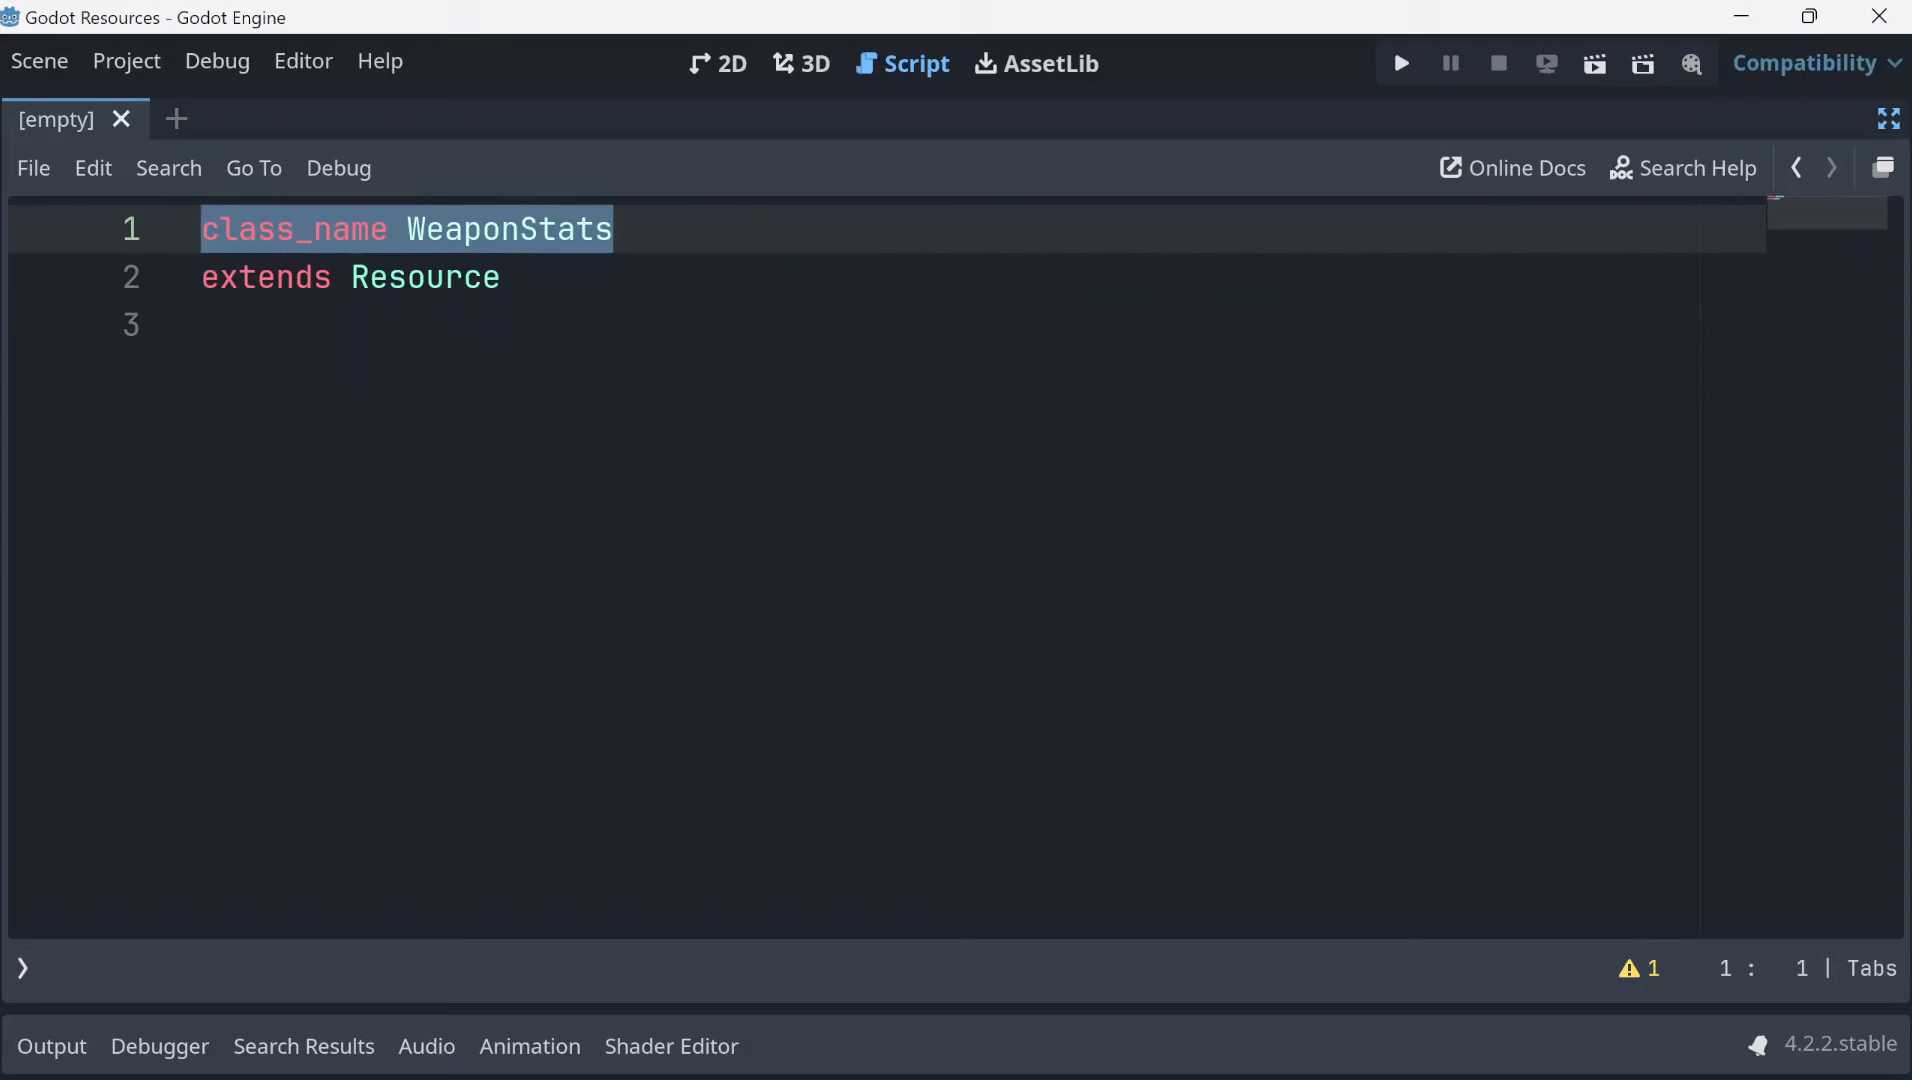 Godot Resources - Godot Engine
Scene Project Debug Editor Help 2D 3D Script AssetLib Compatibility
[empty]
File Edit Search Go To Debug Online Docs Search Help
1 class_name WeaponStats
2 extends Resource
3
1 1 : 1 | Tabs
Output Debugger Search Results Audio Animation Shader Editor 4.2.2.stable